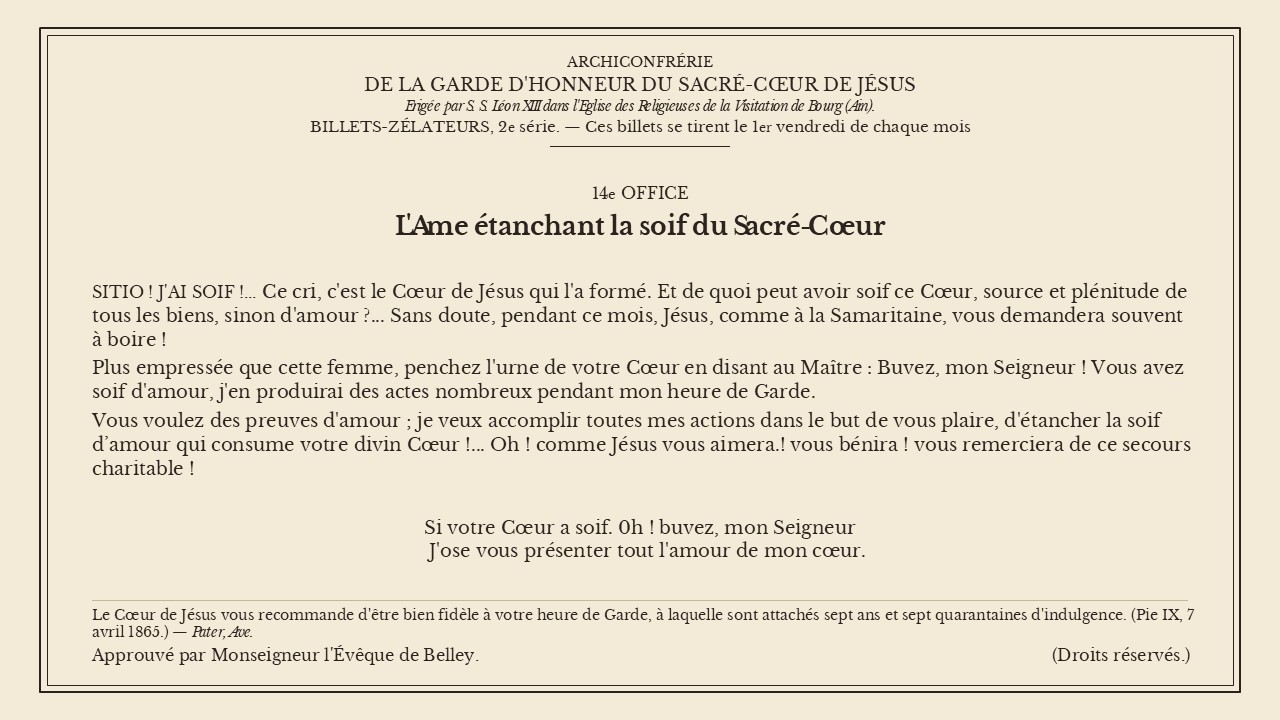 ARCHICONFRÉRIE
DE LA GARDE D'HONNEUR DU SACRÉ-CŒUR DE JÉSUS
Erigée par S. S. Léon XIII dans l'Eglise des Religieuses de la Visitation de Bourg (Ain).
BILLETS-ZÉLATEURS, 2e série. — Ces billets se tirent le 1er vendredi de chaque mois
14e OFFICE
L'Ame étanchant la soif du Sacré-Cœur
SITIO ! J'AI SOIF !... Ce cri, c'est le Cœur de Jésus qui l'a formé. Et de quoi peut avoir soif ce Cœur, source et plénitude de
tous les biens, sinon d'amour ?... Sans doute, pendant ce mois, Jésus, comme à la Samaritaine, vous demandera souvent
à boire !
Plus empressée que cette femme, penchez l'urne de votre Cœur en disant au Maître : Buvez, mon Seigneur ! Vous avez
soif d'amour, j'en produirai des actes nombreux pendant mon heure de Garde.
Vous voulez des preuves d'amour ; je veux accomplir toutes mes actions dans le but de vous plaire, d'étancher la soif
d’amour qui consume votre divin Cœur !... Oh ! comme Jésus vous aimera.! vous bénira ! vous remerciera de ce secours
charitable !
Si votre Cœur a soif. 0h ! buvez, mon Seigneur
J'ose vous présenter tout l'amour de mon cœur.
Le Cœur de Jésus vous recommande d'être bien fidèle à votre heure de Garde, à laquelle sont attachés sept ans et sept quarantaines d'indulgence. (Pie IX, 7
avril 1865.) — Pater, Ave.
Approuvé par Monseigneur l'Évêque de Belley. (Droits réservés.)